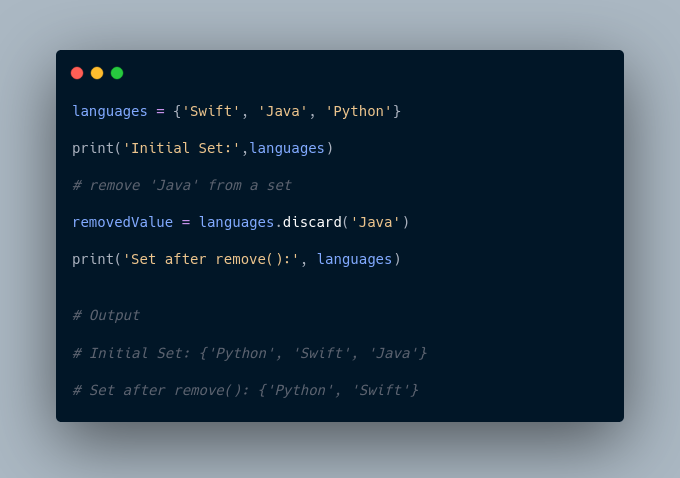 languages = {'Swift', 'Java', 'Python'}
print('Initial Set:',languages)
# remove 'Java' from a set
removedValue = languages.discard('Java')
print('Set after remove():', languages)
# Output
# Initial Set: {'Python', 'Swift', 'Java'}
# Set after remove(): {'Python', 'Swift'}